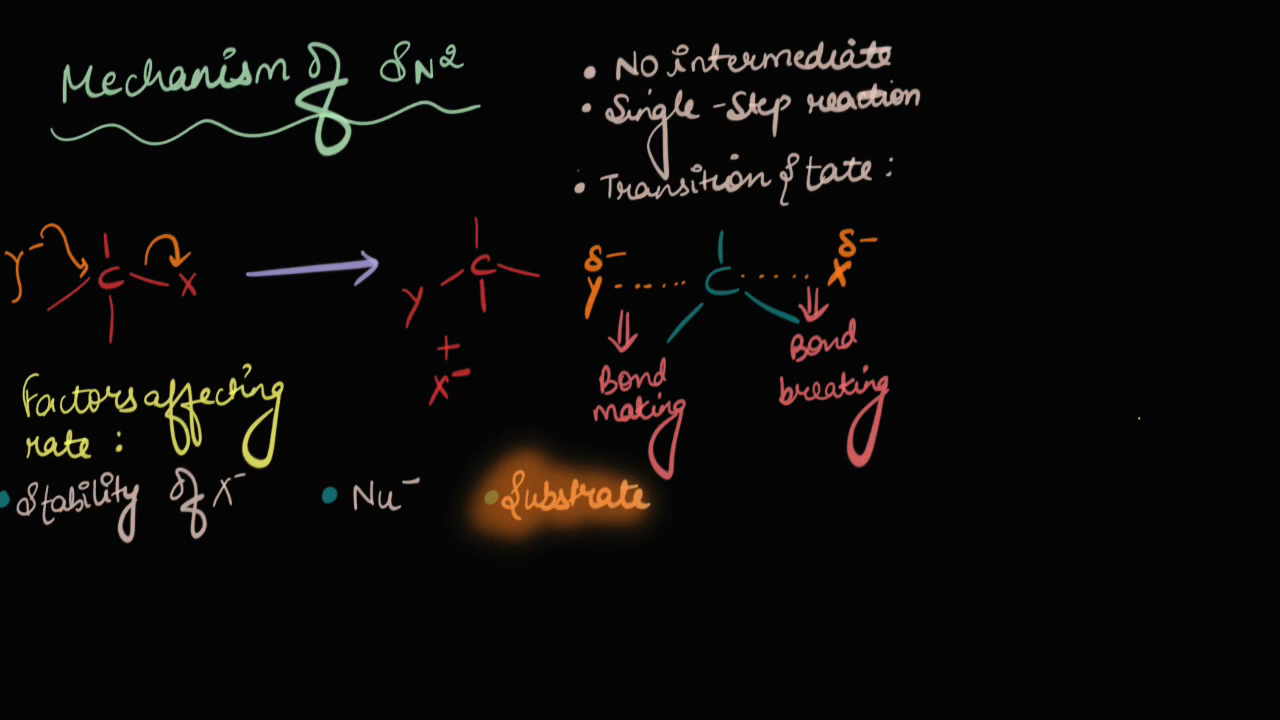 Mechanism of SN2
• No intermediate
• Single-step reaction
• Transition state :
Y⁻ C X
C
Y
+
X⁻
δ⁻ δ⁻
Y ...... C ...... X
Bond
making
Bond
breaking
Factors affecting
rate :
• Stability of X⁻ • Nu⁻ • Substrate